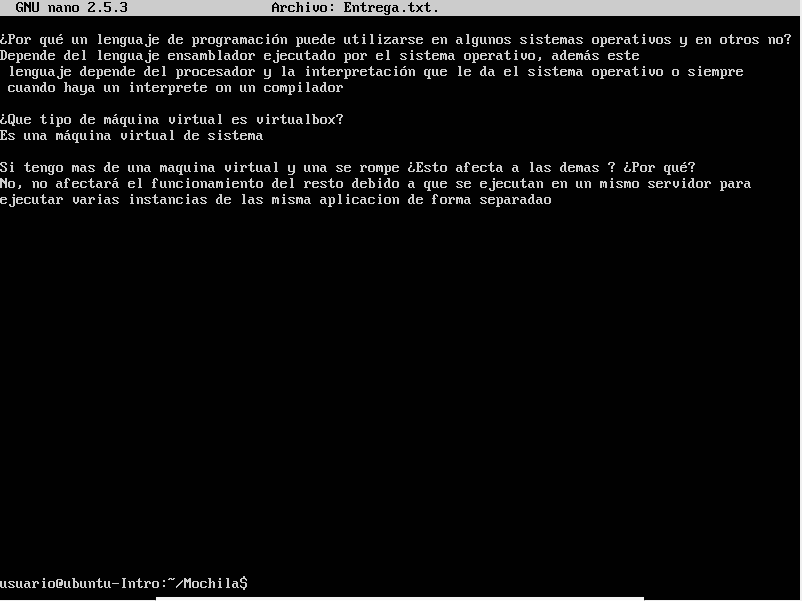 GNU nano 2.5.3 Archivo: Entrega.txt.
¿Por qué un lenguaje de programación puede utilizarse en algunos sistemas operativos y en otros no?
Depende del lenguaje ensamblador ejecutado por el sistema operativo, además este
lenguaje depende del procesador y la interpretación que le da el sistema operativo o siempre
cuando haya un interprete on un compilador
¿Que tipo de máquina virtual es virtualbox?
Es una máquina virtual de sistema
Si tengo mas de una maquina virtual y una se rompe ¿Esto afecta a las demas ? ¿Por qué?
No, no afectará el funcionamiento del resto debido a que se ejecutan en un mismo servidor para
ejecutar varias instancias de las misma aplicacion de forma separadao
usuario@ubuntu-Intro:~/Mochila$